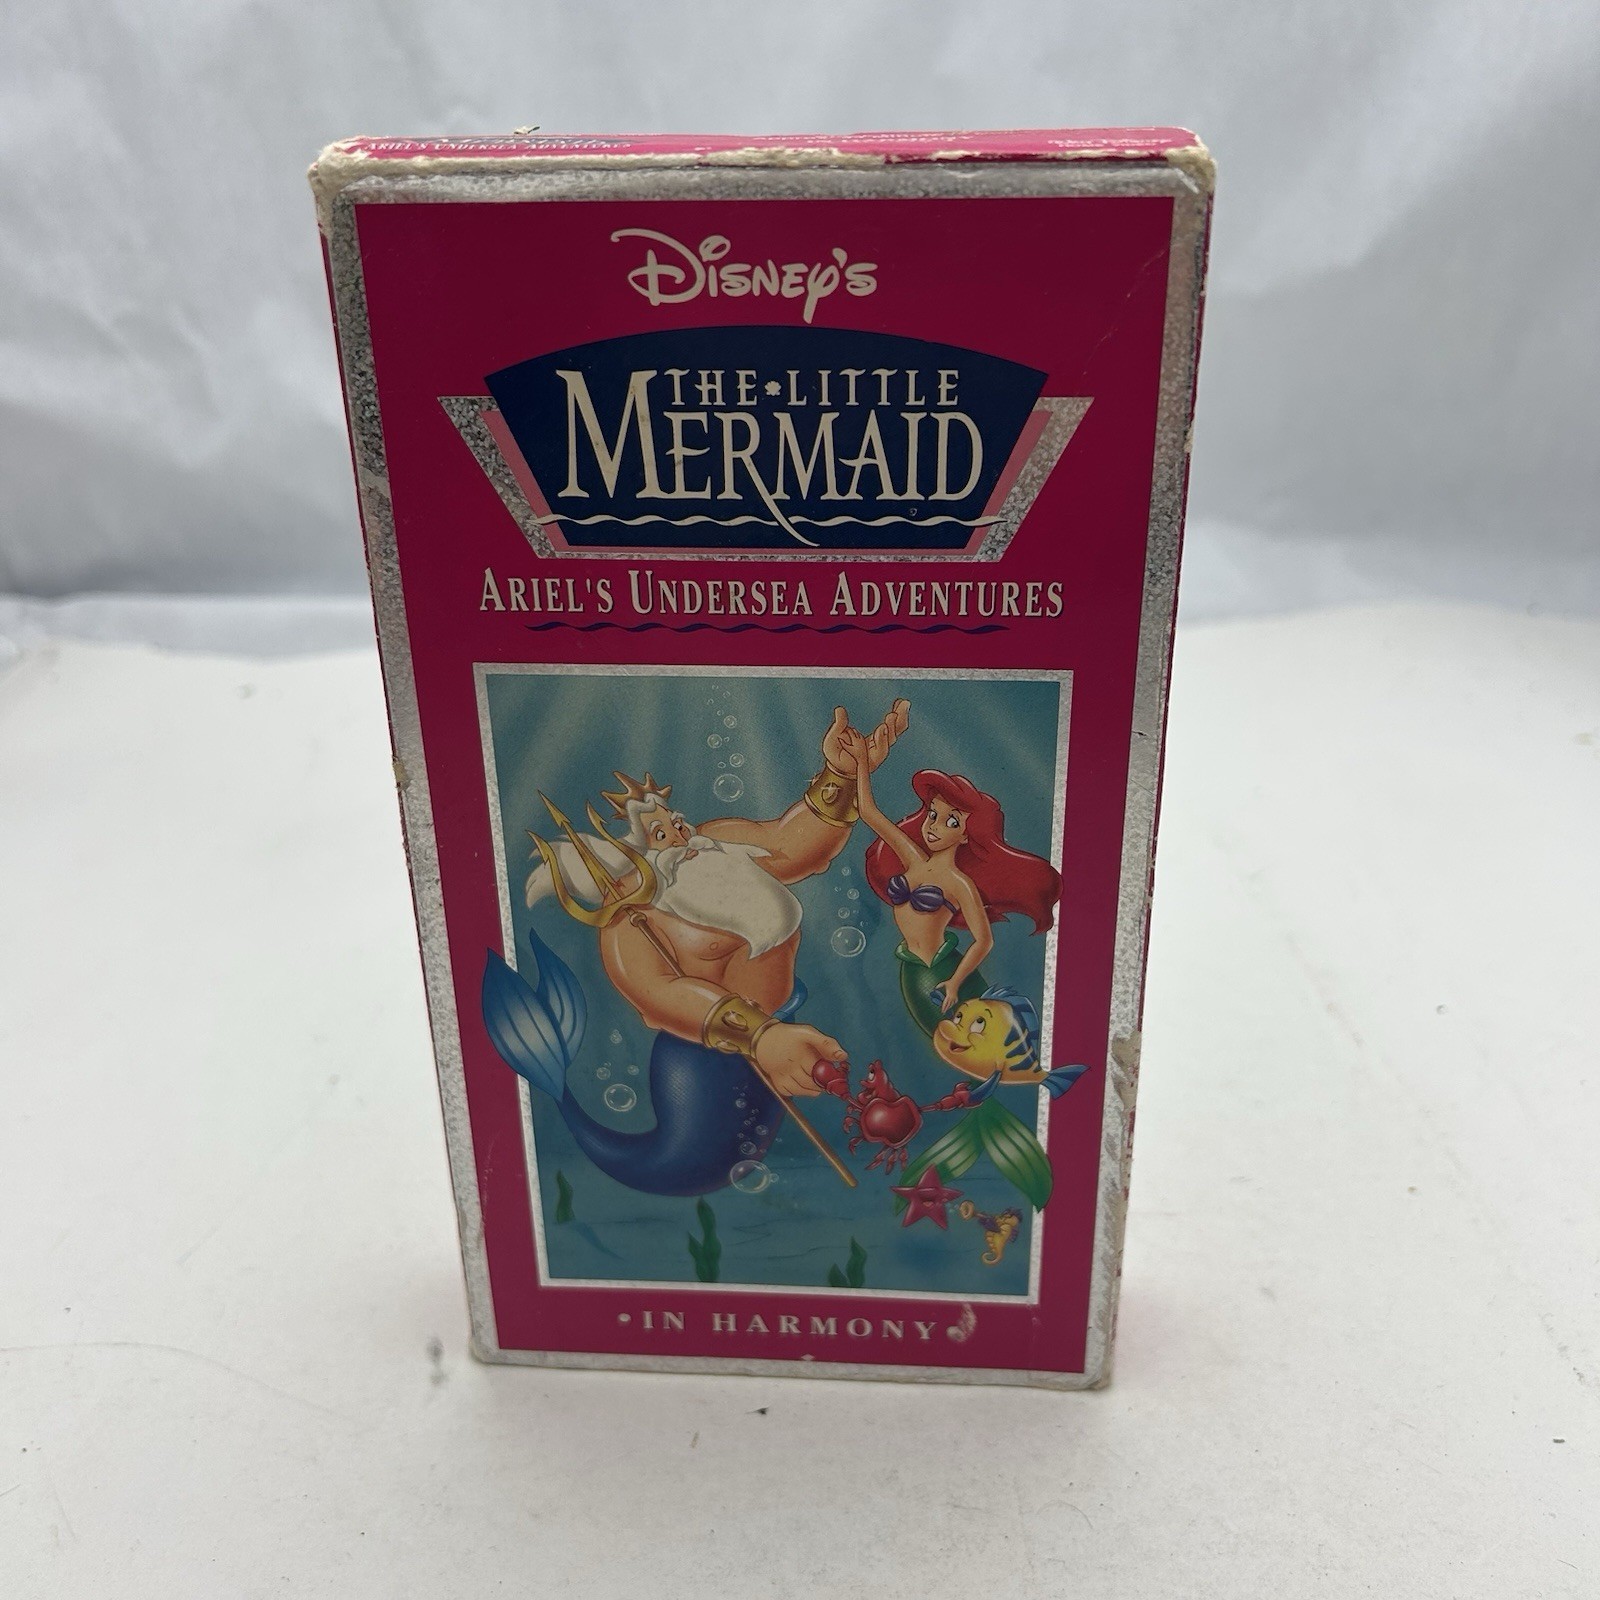 ARIEL'S UNDERSEA ADVENTURES
DISNEY'S
THE LITTLE
MERMAID
ARIEL'S UNDERSEA ADVENTURES
• IN HARMONY •